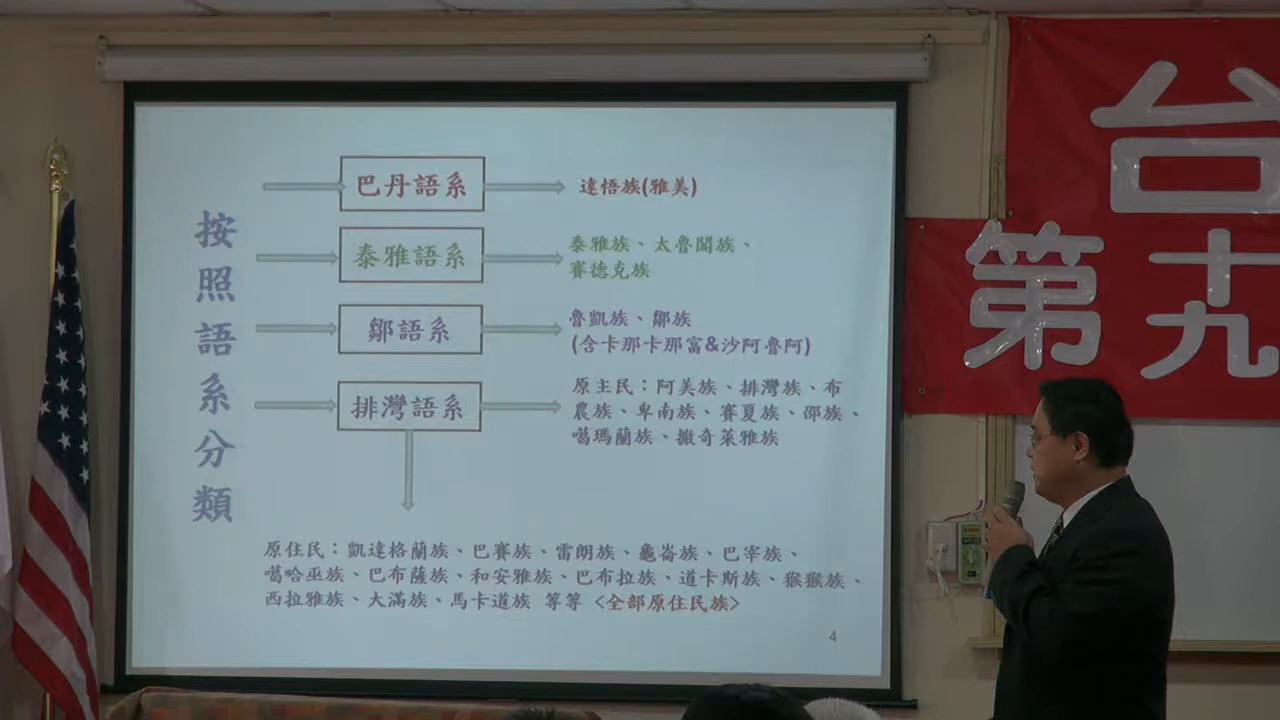 按照語系分類
巴丹語系
達悟族(雅美)
泰雅語系
泰雅族、太魯閣族、
賽德克族
鄒語系
魯凱族、鄒族
(含卡那卡那富&沙阿魯阿)
排灣語系
原主民：阿美族、排灣族、布
農族、卑南族、賽夏族、邵族、
噶瑪蘭族、撒奇萊雅族
原住民：凱達格蘭族、巴賽族、雷朗族、龜崙族、巴宰族、
噶哈巫族、巴布薩族、和安雅族、巴布拉族、道卡斯族、猴猴族、
西拉雅族、大滿族、馬卡道族 等等 <全部原住民族>
4
台
第十九